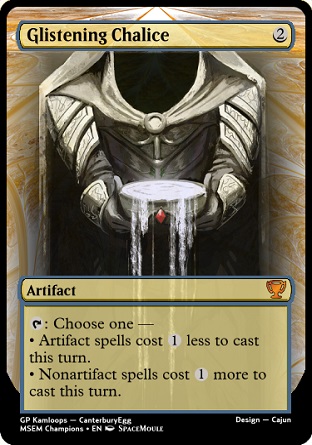 Glistening Chalice 2
Artifact
: Choose one —
• Artifact spells cost 1 less to cast
this turn.
• Nonartifact spells cost 1 more to
cast this turn.
GP Kamloops — CanterburyEgg Design — Cajun
MSEM Champions • EN SpaceMoule